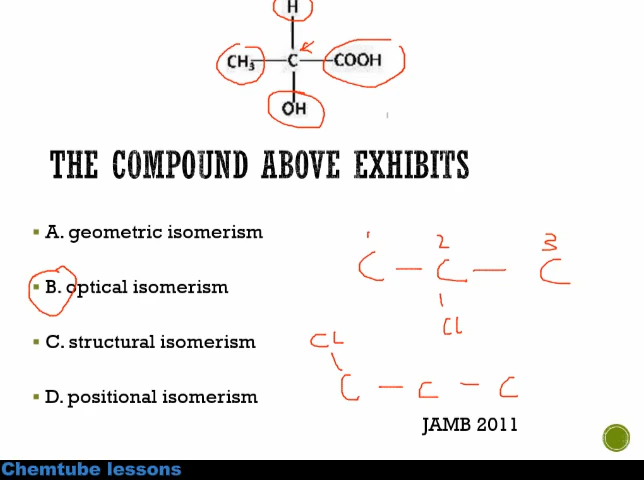 H
CH₃ C COOH
OH
THE COMPOUND ABOVE EXHIBITS
A. geometric isomerism
B. optical isomerism
C. structural isomerism
D. positional isomerism
1 2 3
C - C - C
Cl
Cl
C - C - C
JAMB 2011
Chemtube lessons